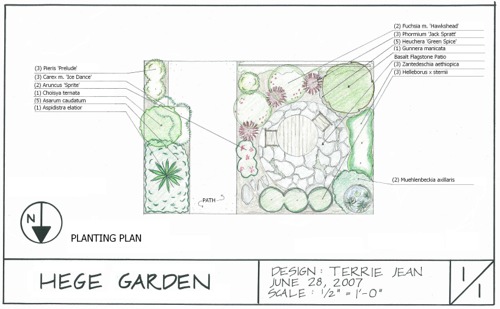 (2) Fuchsia m. 'Hawkshead'
(3) Phormium 'Jack Spratt'
(5) Heuchera 'Green Spice'
(1) Gunnera manicata
Basalt Flagstone Patio
(3) Zantedeschia aethiopica
(3) Helleborus x sternii
(3) Pieris 'Prelude'
(3) Carex m. 'Ice Dance'
(2) Aruncus 'Sprite'
(1) Choisya ternata
(5) Asarum caudatum
(1) Aspidistra elatior
(2) Muehlenbeckia axillaris
PATH
N
PLANTING PLAN
HEGE GARDEN
DESIGN: TERRIE JEAN
JUNE 28, 2007
SCALE: 1/2" = 1'-0"
1/1